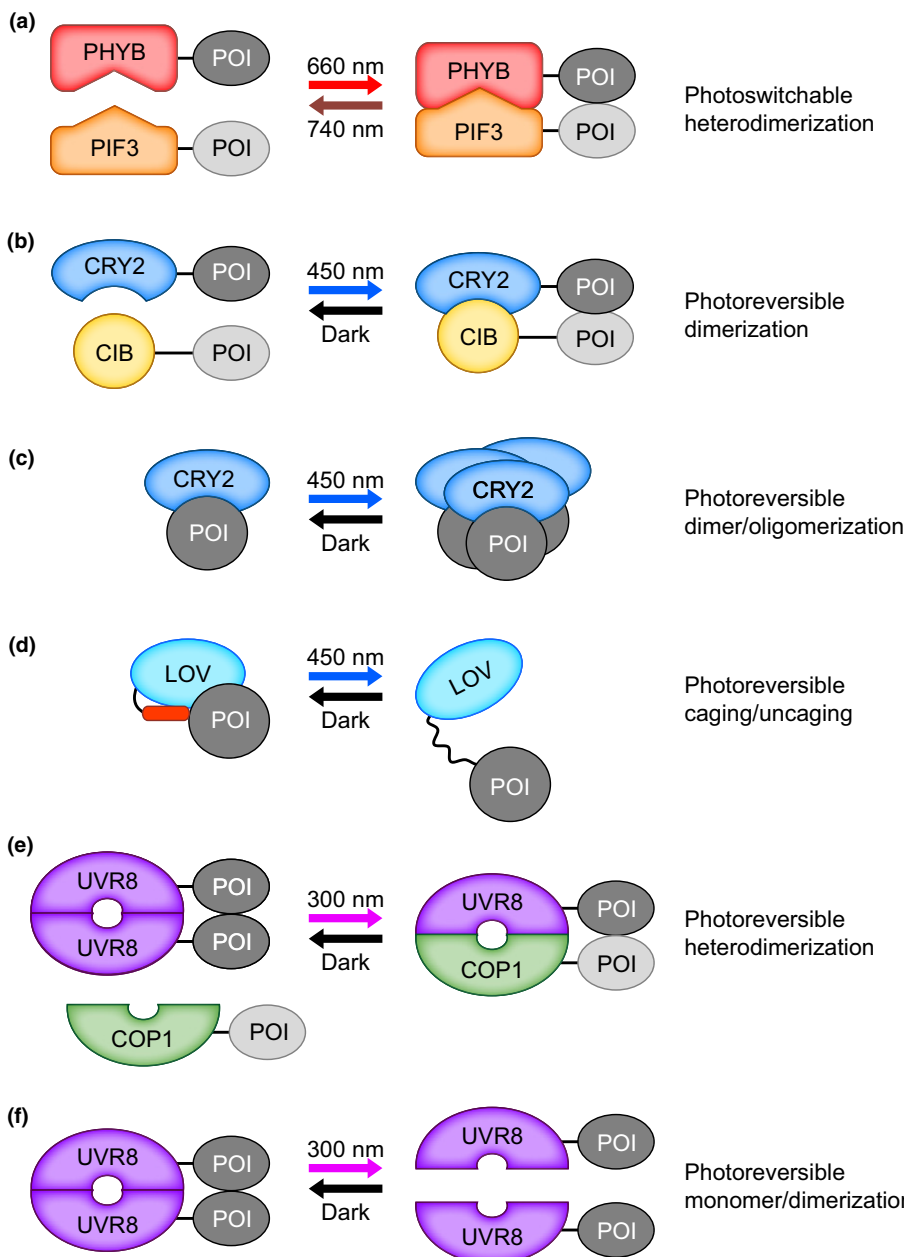 (a)
PHYB
POI
PIF3
POI
660 nm
740 nm
PHYB
POI
PIF3
POI
Photoswitchable
heterodimerization
(b)
CRY2
POI
CIB
POI
450 nm
Dark
CRY2
POI
CIB
POI
Photoreversible
dimerization
(c)
CRY2
POI
450 nm
Dark
CRY2
POI
Photoreversible
dimer/oligomerization
(d)
LOV
POI
450 nm
Dark
LOV
POI
Photoreversible
caging/uncaging
(e)
UVR8
POI
UVR8
POI
COP1
POI
300 nm
Dark
UVR8
POI
COP1
POI
Photoreversible
heterodimerization
(f)
UVR8
POI
UVR8
POI
300 nm
Dark
UVR8
POI
UVR8
POI
Photoreversible
monomer/dimerization